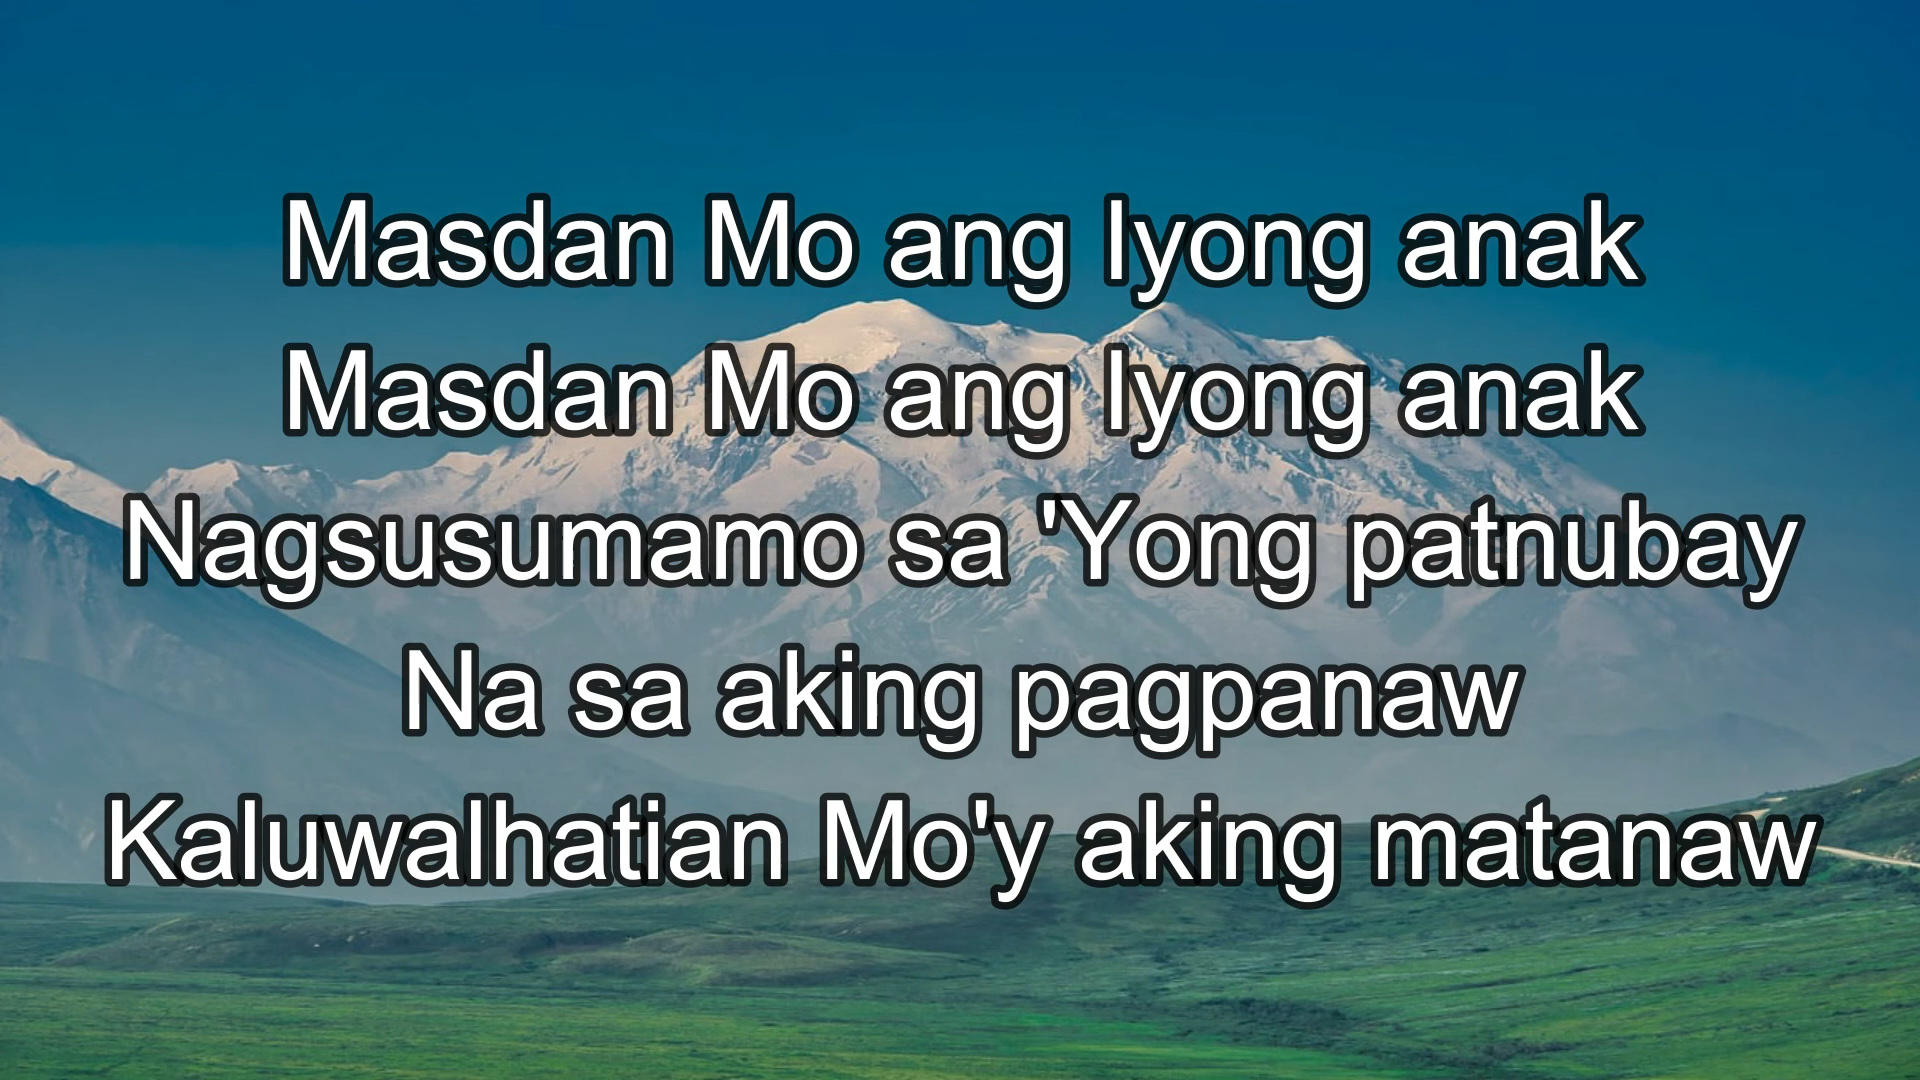 Masdan Mo ang Iyong anak
Masdan Mo ang Iyong anak
Nagsusumamo sa 'Yong patnubay
Na sa aking pagpanaw
Kaluwalhatian Mo'y aking matanaw